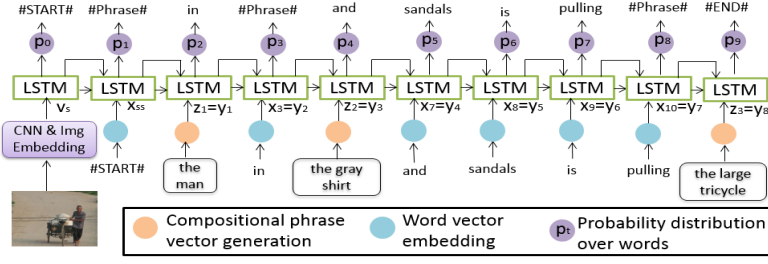 #START# #Phrase# in #Phrase# and sandals is pulling #Phrase# #END#
p0 p1 p2 p3 p4 p5 p6 p7 p8 p9
LSTM LSTM LSTM LSTM LSTM LSTM LSTM LSTM LSTM LSTM
vs xss z1=y1 x3=y2 z2=y3 x7=y4 x8=y5 x9=y6 x10=y7 z3=y8
CNN & Img
Embedding
#START#
the
man
in
the gray
shirt
and
sandals
is
pulling
the large
tricycle
Compositional phrase
vector generation
Word vector
embedding
pt
Probability distribution
over words